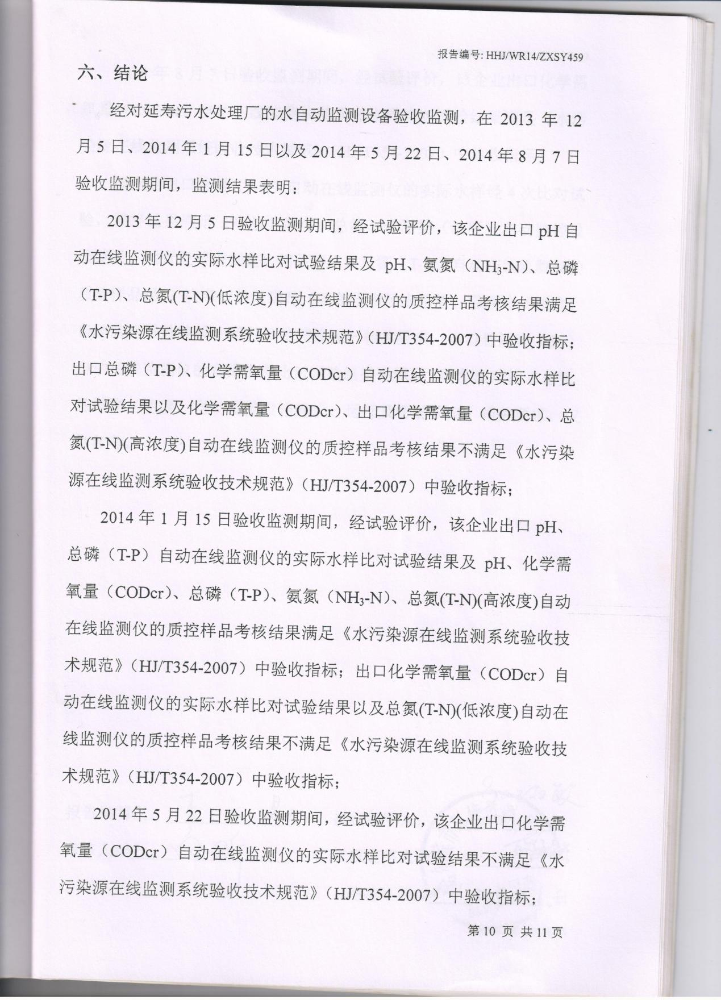 报告编号: HHJ/WR14/ZXSY459
六、结论
经对延寿污水处理厂的水自动监测设备验收监测，在 2013 年 12
月 5 日、2014 年 1 月 15 日以及 2014 年 5 月 22 日、2014 年 8 月 7 日
验收监测期间，监测结果表明：
2013 年 12 月 5 日验收监测期间，经试验评价，该企业出口 pH 自
动在线监测仪的实际水样比对试验结果及 pH、氨氮（NH₃-N）、总磷
（T-P）、总氮(T-N)(低浓度)自动在线监测仪的质控样品考核结果满足
《水污染源在线监测系统验收技术规范》（HJ/T354-2007）中验收指标；
出口总磷（T-P）、化学需氧量（CODcr）自动在线监测仪的实际水样比
对试验结果以及化学需氧量（CODcr）、出口化学需氧量（CODcr）、总
氮(T-N)(高浓度)自动在线监测仪的质控样品考核结果不满足《水污染
源在线监测系统验收技术规范》（HJ/T354-2007）中验收指标；
2014 年 1 月 15 日验收监测期间，经试验评价，该企业出口 pH、
总磷（T-P）自动在线监测仪的实际水样比对试验结果及 pH、化学需
氧量（CODcr）、总磷（T-P）、氨氮（NH₃-N）、总氮(T-N)(高浓度)自动
在线监测仪的质控样品考核结果满足《水污染源在线监测系统验收技
术规范》（HJ/T354-2007）中验收指标；出口化学需氧量（CODcr）自
动在线监测仪的实际水样比对试验结果以及总氮(T-N)(低浓度)自动在
线监测仪的质控样品考核结果不满足《水污染源在线监测系统验收技
术规范》（HJ/T354-2007）中验收指标；
2014 年 5 月 22 日验收监测期间，经试验评价，该企业出口化学需
氧量（CODcr）自动在线监测仪的实际水样比对试验结果不满足《水
污染源在线监测系统验收技术规范》（HJ/T354-2007）中验收指标；
第 10 页 共 11 页